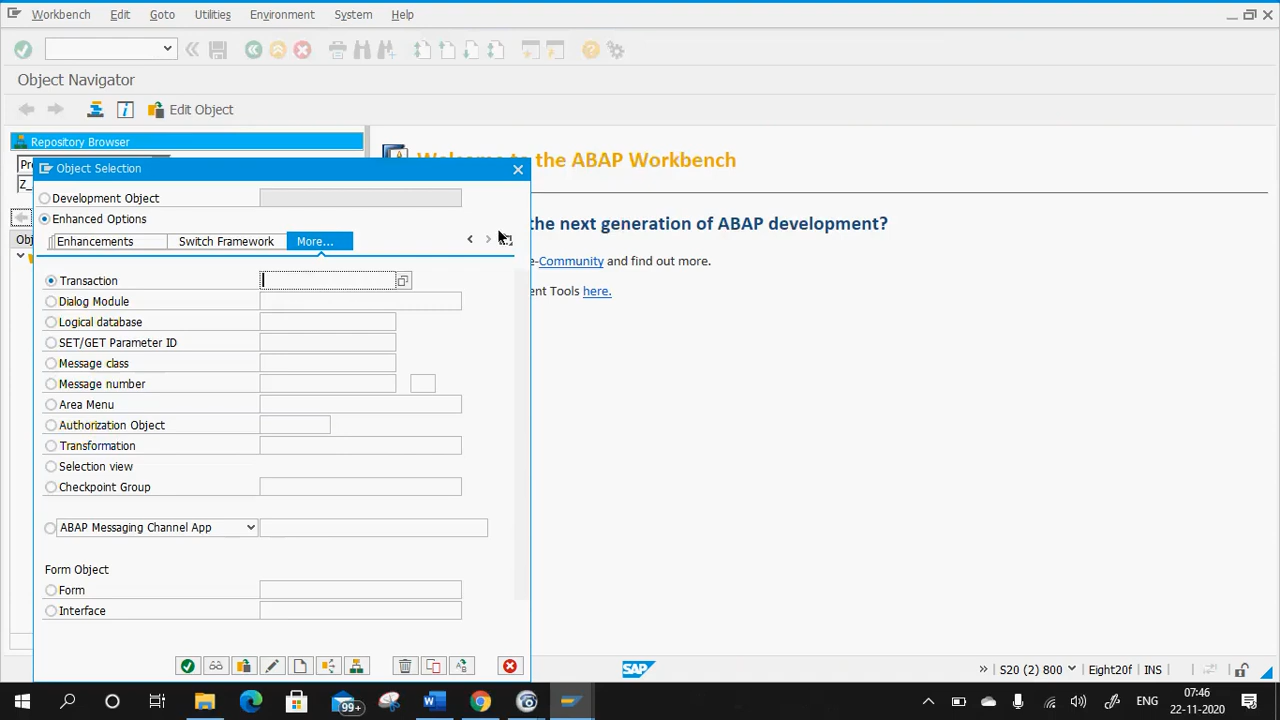 Workbench Edit Goto Utilities Environment System Help
Object Navigator
Edit Object
Repository Browser
Welcome to the ABAP Workbench
Object Selection
Z_
Development Object
Enhanced Options
the next generation of ABAP development?
Enhancements Switch Framework More...
e-Community and find out more.
Transaction
ent Tools here.
Dialog Module
Logical database
SET/GET Parameter ID
Message class
Message number
Area Menu
Authorization Object
Transformation
Selection view
Checkpoint Group
ABAP Messaging Channel App
Form Object
Form
Interface
SAP
S20 (2) 800 Eight20f INS
99+
ENG
07:46
22-11-2020